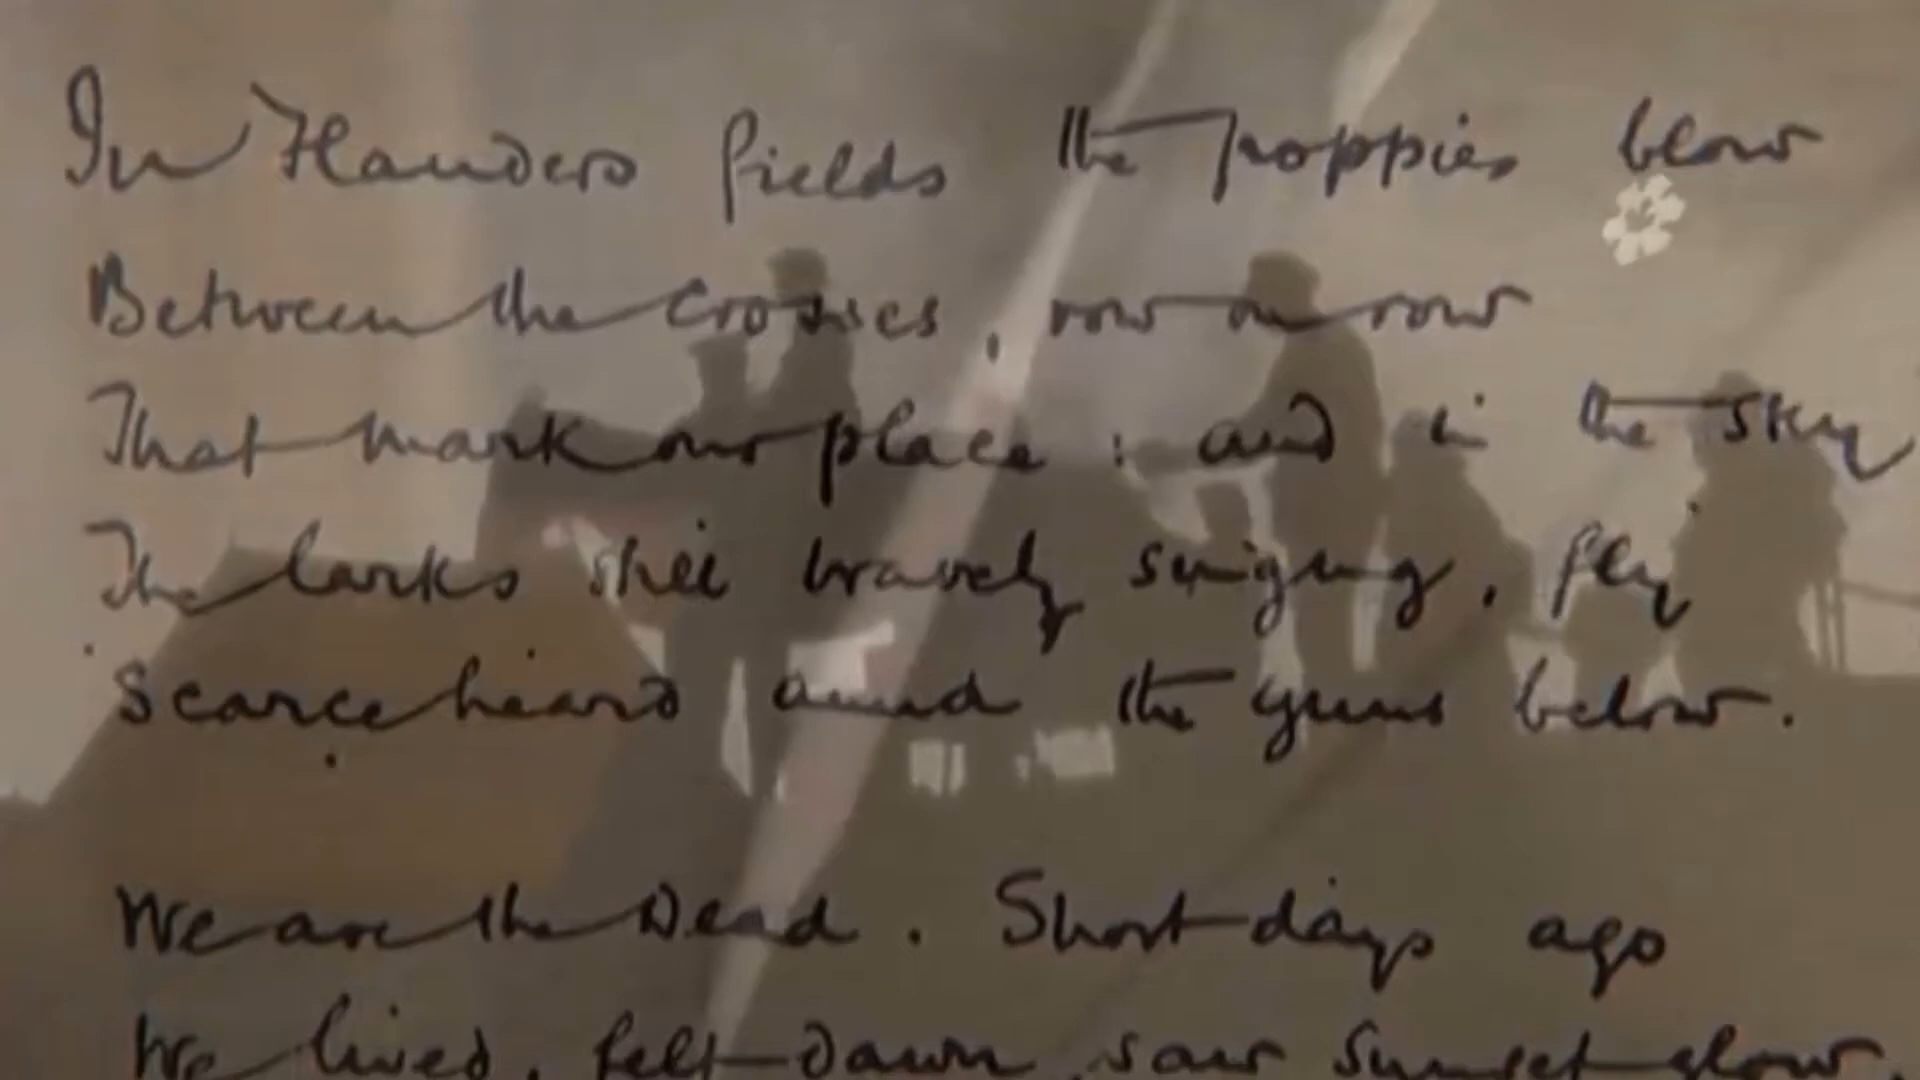 In Flanders fields the poppies blow
Between the crosses, row on row
That mark our place: and in the sky
The larks still bravely singing, fly
Scarce heard amid the guns below.
We are the Dead. Short days ago
We lived, felt dawn, saw sunset glow,